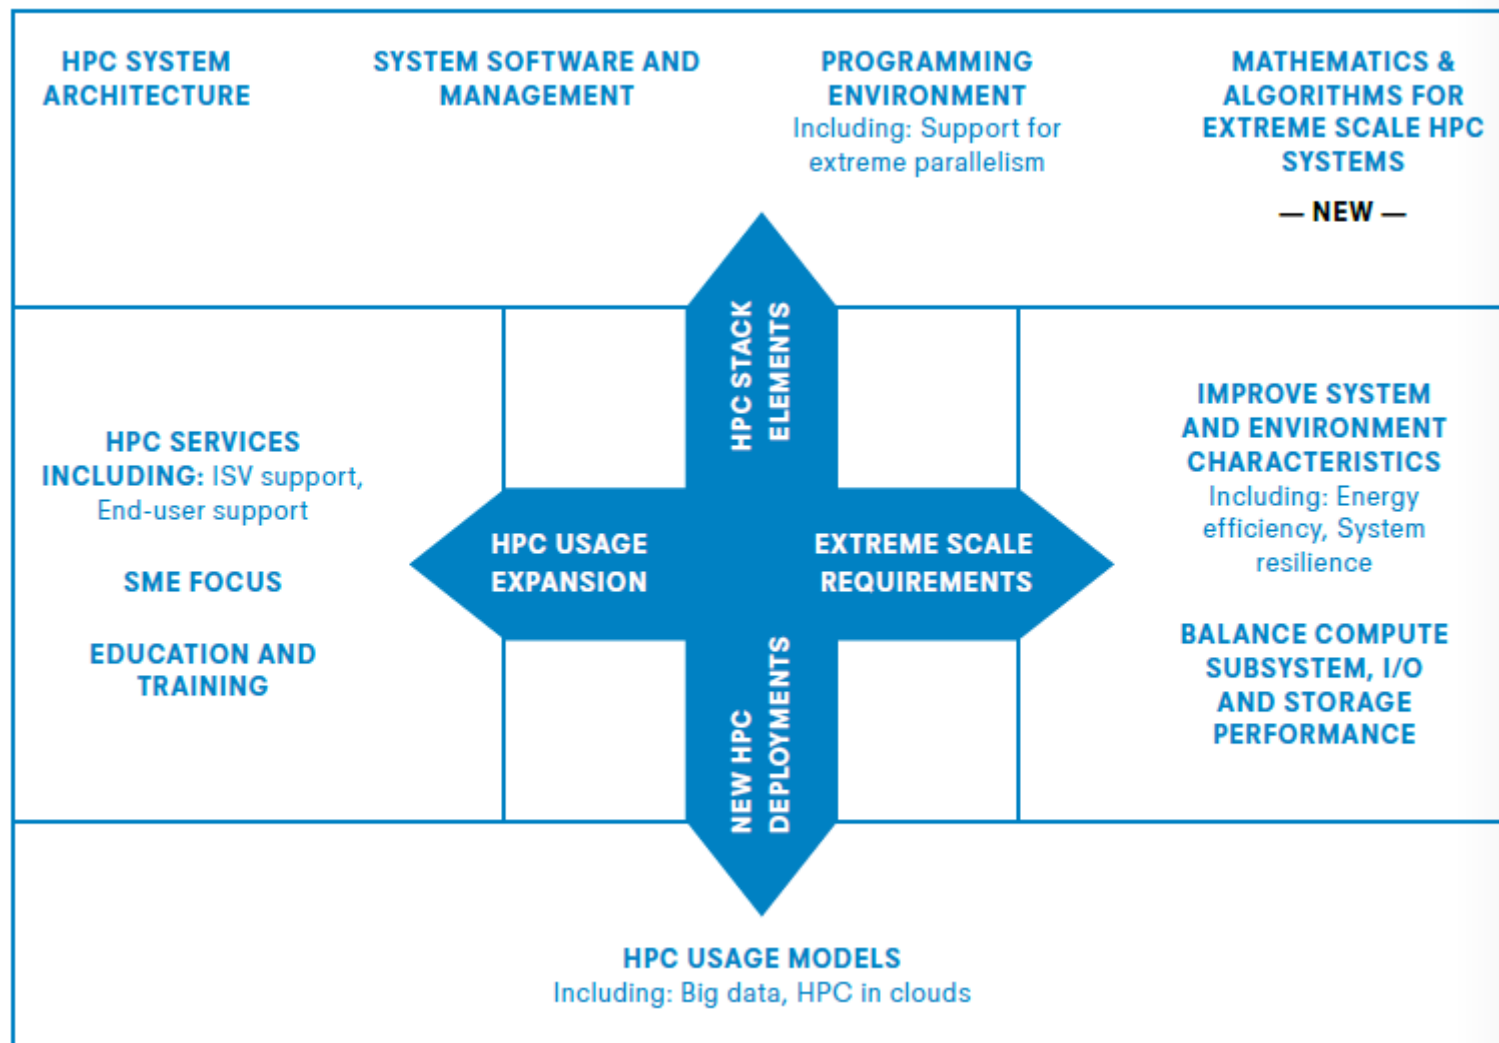 HPC SYSTEM
ARCHITECTURE
SYSTEM SOFTWARE AND
MANAGEMENT
PROGRAMMING
ENVIRONMENT
Including: Support for
extreme parallelism
MATHEMATICS &
ALGORITHMS FOR
EXTREME SCALE HPC
SYSTEMS
— NEW —
HPC STACK
ELEMENTS
HPC SERVICES
INCLUDING: ISV support,
End-user support
SME FOCUS
EDUCATION AND
TRAINING
HPC USAGE
EXPANSION
EXTREME SCALE
REQUIREMENTS
IMPROVE SYSTEM
AND ENVIRONMENT
CHARACTERISTICS
Including: Energy
efficiency, System
resilience
BALANCE COMPUTE
SUBSYSTEM, I/O
AND STORAGE
PERFORMANCE
NEW HPC
DEPLOYMENTS
HPC USAGE MODELS
Including: Big data, HPC in clouds